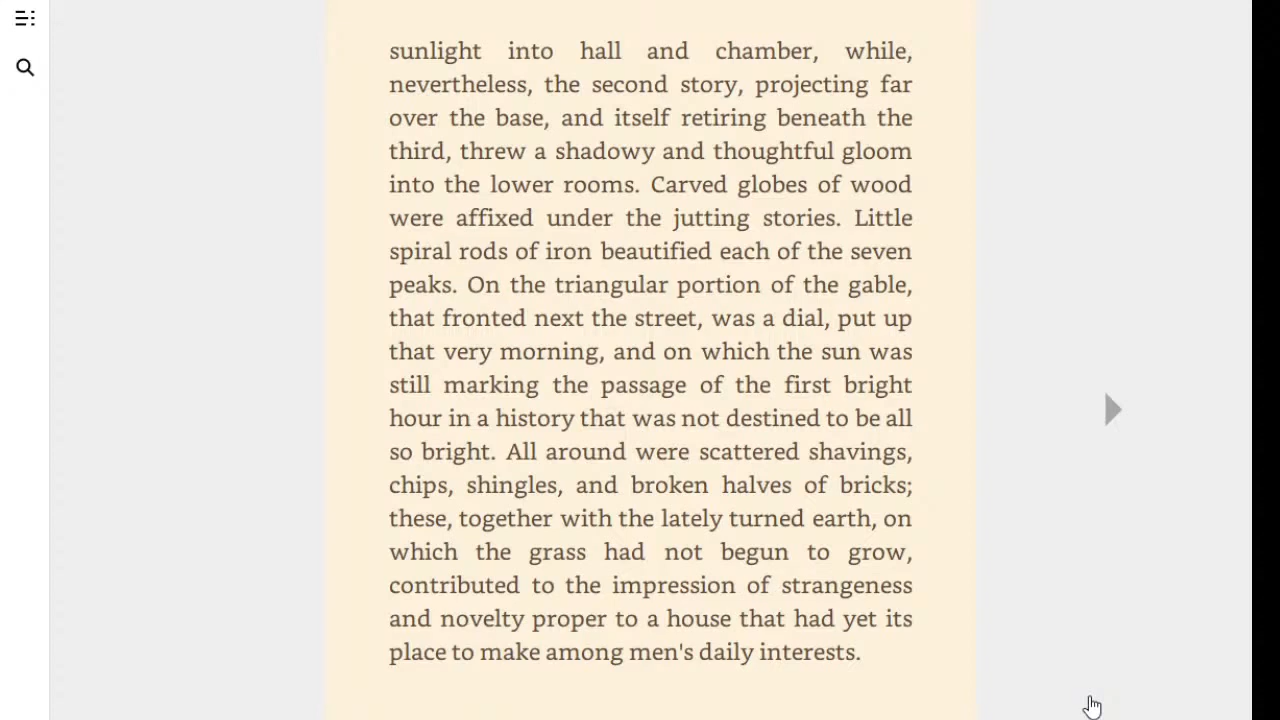 sunlight into hall and chamber, while,
nevertheless, the second story, projecting far
over the base, and itself retiring beneath the
third, threw a shadowy and thoughtful gloom
into the lower rooms. Carved globes of wood
were affixed under the jutting stories. Little
spiral rods of iron beautified each of the seven
peaks. On the triangular portion of the gable,
that fronted next the street, was a dial, put up
that very morning, and on which the sun was
still marking the passage of the first bright
hour in a history that was not destined to be all
so bright. All around were scattered shavings,
chips, shingles, and broken halves of bricks;
these, together with the lately turned earth, on
which the grass had not begun to grow,
contributed to the impression of strangeness
and novelty proper to a house that had yet its
place to make among men's daily interests.